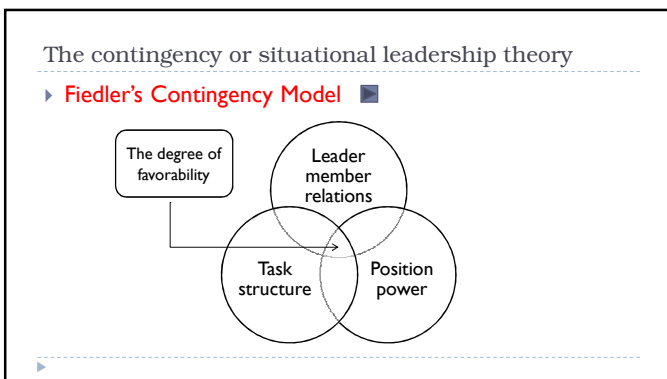 The contingency or situational leadership theory
Fiedler’s Contingency Model
The degree of
favorability
Leader
member
relations
Task
structure
Position
power